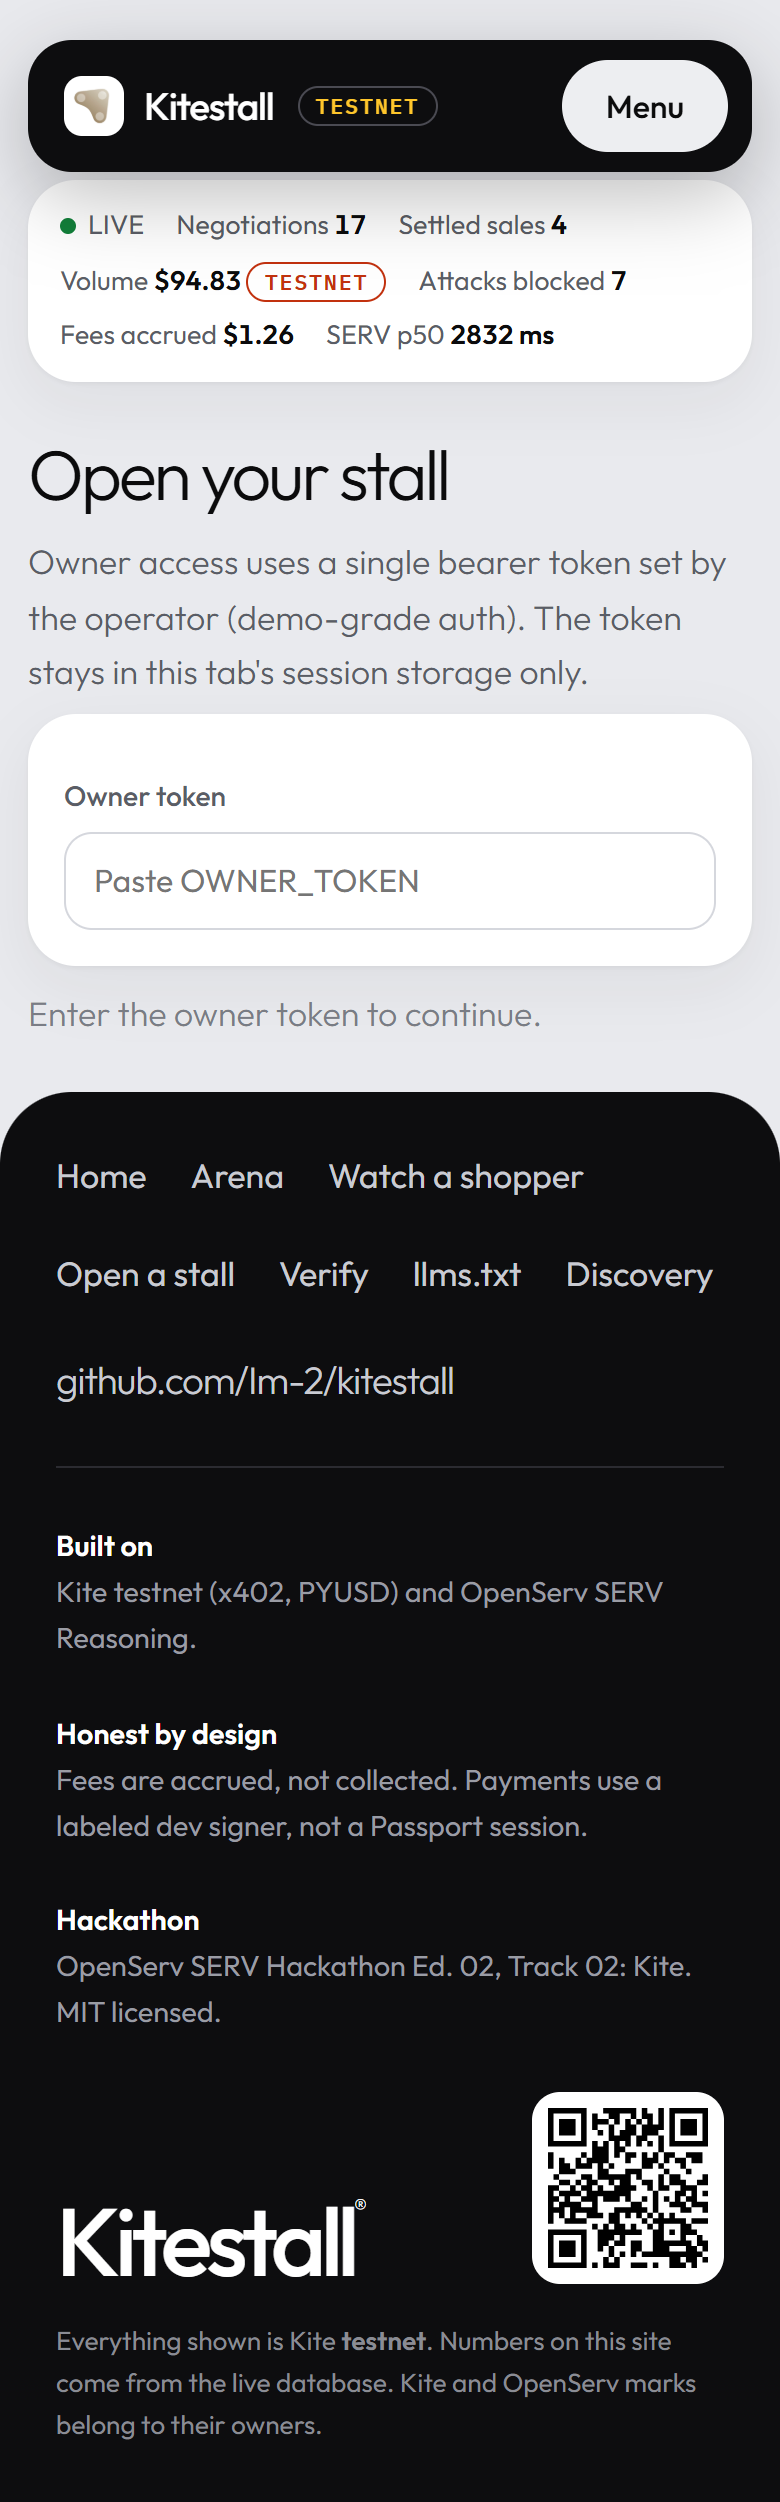 Kitestall TESTNET Menu
LIVE Negotiations 17 Settled sales 4
Volume $94.83 TESTNET Attacks blocked 7
Fees accrued $1.26 SERV p50 2832 ms
Open your stall
Owner access uses a single bearer token set by
the operator (demo-grade auth). The token
stays in this tab's session storage only.
Owner token
Paste OWNER_TOKEN
Enter the owner token to continue.
Home Arena Watch a shopper
Open a stall Verify llms.txt Discovery
github.com/Im-2/kitestall
Built on
Kite testnet (x402, PYUSD) and OpenServ SERV
Reasoning.
Honest by design
Fees are accrued, not collected. Payments use a
labeled dev signer, not a Passport session.
Hackathon
OpenServ SERV Hackathon Ed. 02, Track 02: Kite.
MIT licensed.
Kitestall®
Everything shown is Kite testnet. Numbers on this site
come from the live database. Kite and OpenServ marks
belong to their owners.